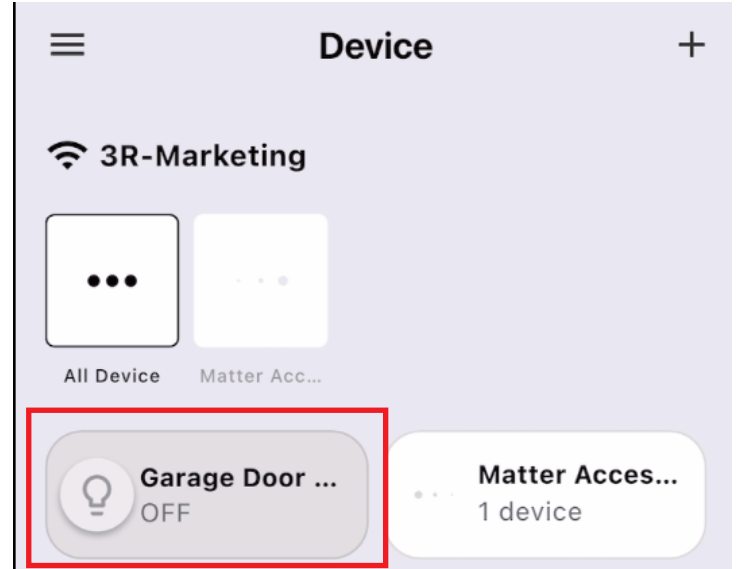 Device
3R-Marketing
All Device
Matter Acc...
Garage Door ...
OFF
Matter Acces...
1 device